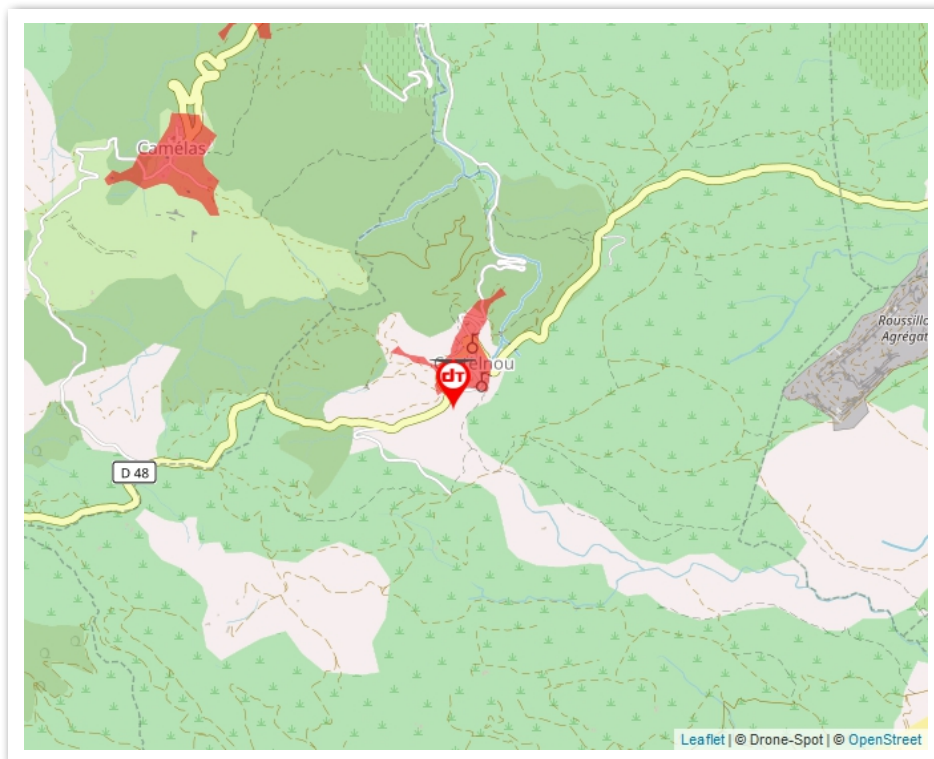 Camélas
Roussillo
Agrégat
D 48
Leaflet | © Drone-Spot | © OpenStreet